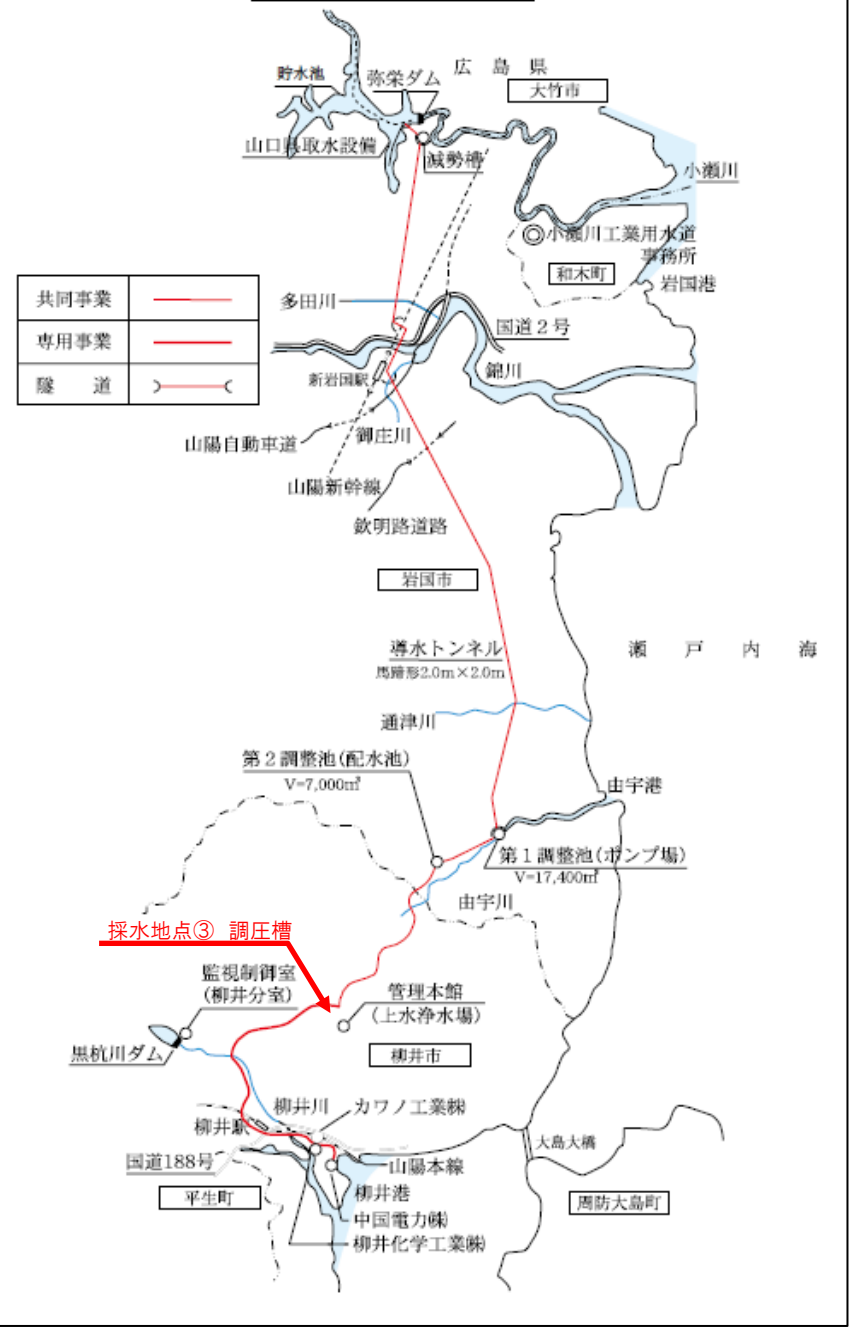 広島県
貯水池
弥栄ダム
大竹市
山口県取水設備
減勢槽
小瀬川
小瀬川工業用水道
事務所
和木町
岩国港
共同事業
専用事業
隧道
多田川
国道2号
新岩国駅
錦川
山陽自動車道
御庄川
山陽新幹線
欽明路道路
岩国市
瀬戸内海
導水トンネル
馬蹄形2.0m×2.0m
通津川
第2調整池(配水池)
V=7,000㎥
由宇港
第1調整池(ポンプ場)
V=17,400㎥
由宇川
採水地点③ 調圧槽
監視制御室
(柳井分室)
管理本館
(上水浄水場)
黒杭川ダム
柳井市
柳井川
カワノ工業㈱
柳井駅
大島大橋
国道188号
山陽本線
平生町
柳井港
周防大島町
中国電力㈱
柳井化学工業㈱